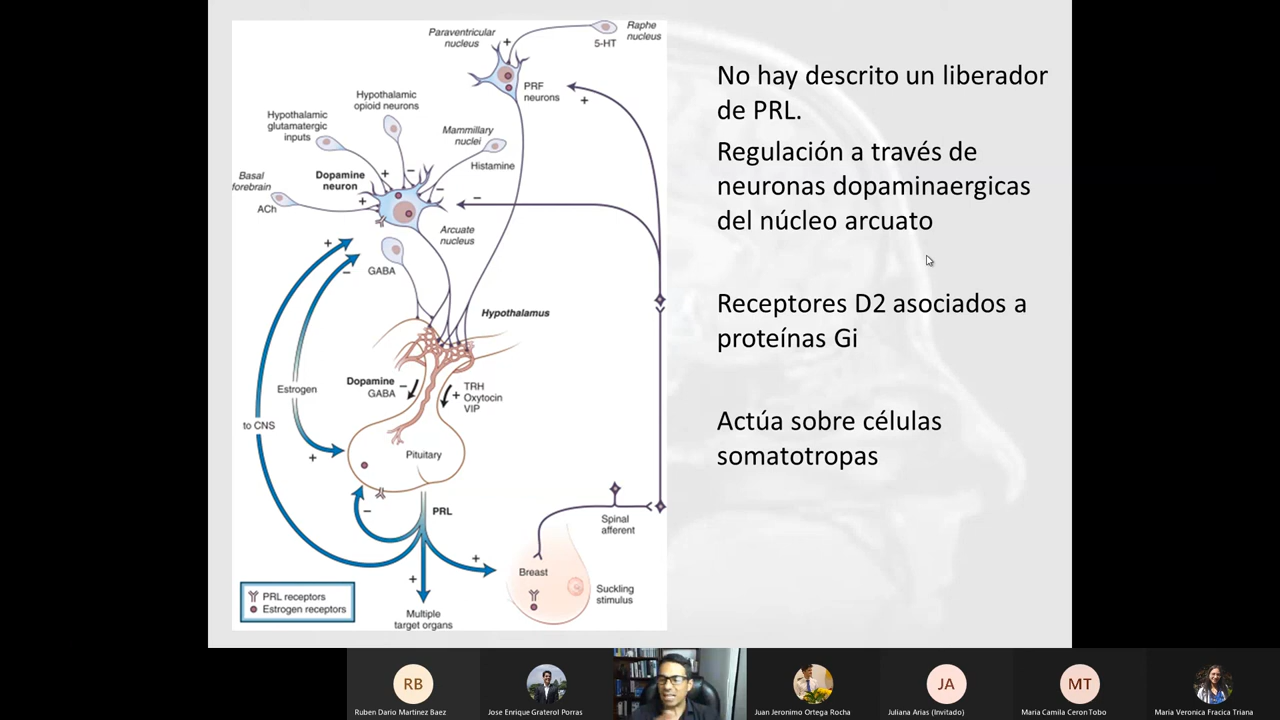 Paraventricular
nucleus
Raphe
nucleus
5-HT
+
PRF
neurons
+
Hypothalamic
opioid neurons
Hypothalamic
glutamatergic
inputs
Mammillary
nuclei
Histamine
Basal
forebrain
ACh
Dopamine
neuron
+
−
−
+
−
Arcuate
nucleus
GABA
+
−
Hypothalamus
Estrogen
Dopamine
GABA
−
+
TRH
Oxytocin
VIP
to CNS
+
Pituitary
−
PRL
+
+
Spinal
afferent
Breast
Suckling
stimulus
PRL receptors
Estrogen receptors
Multiple
target organs
No hay descrito un liberador
de PRL.
Regulación a través de
neuronas dopaminaergicas
del núcleo arcuato
Receptores D2 asociados a
proteínas Gi
Actúa sobre células
somatotropas
RB
JA
MT
Ruben Dario Martinez Baez
Jose Enrique Graterol Porras
Juan Jeronimo Ortega Rocha
Juliana Arias (Invitado)
Maria Camila Ceron Tobo
Maria Veronica Fracica Triana